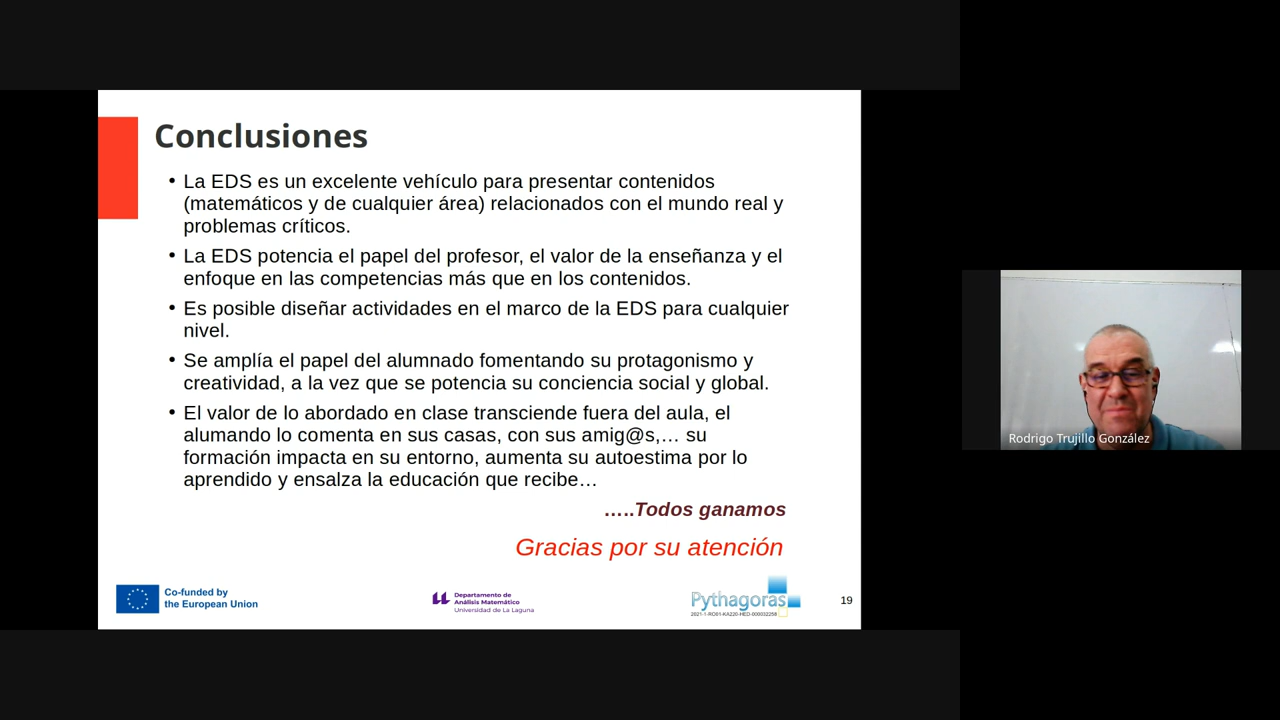 Conclusiones
• La EDS es un excelente vehículo para presentar contenidos
(matemáticos y de cualquier área) relacionados con el mundo real y
problemas críticos.
• La EDS potencia el papel del profesor, el valor de la enseñanza y el
enfoque en las competencias más que en los contenidos.
• Es posible diseñar actividades en el marco de la EDS para cualquier
nivel.
• Se amplía el papel del alumnado fomentando su protagonismo y
creatividad, a la vez que se potencia su conciencia social y global.
• El valor de lo abordado en clase transciende fuera del aula, el
alumando lo comenta en sus casas, con sus amig@s,… su
formación impacta en su entorno, aumenta su autoestima por lo
aprendido y ensalza la educación que recibe…
…..Todos ganamos
Gracias por su atención
Co-funded by
the European Union
Departamento de
Análisis Matemático
Universidad de La Laguna
Pythagoras
2021-1-RO01-KA220-HED-000032258
19
Rodrigo Trujillo González